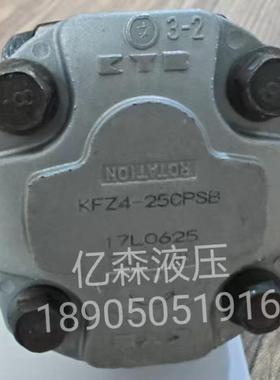 3-2
KYB
ROTATION
KFZ4-25CPSB
17L0625
亿森液压
18905051916